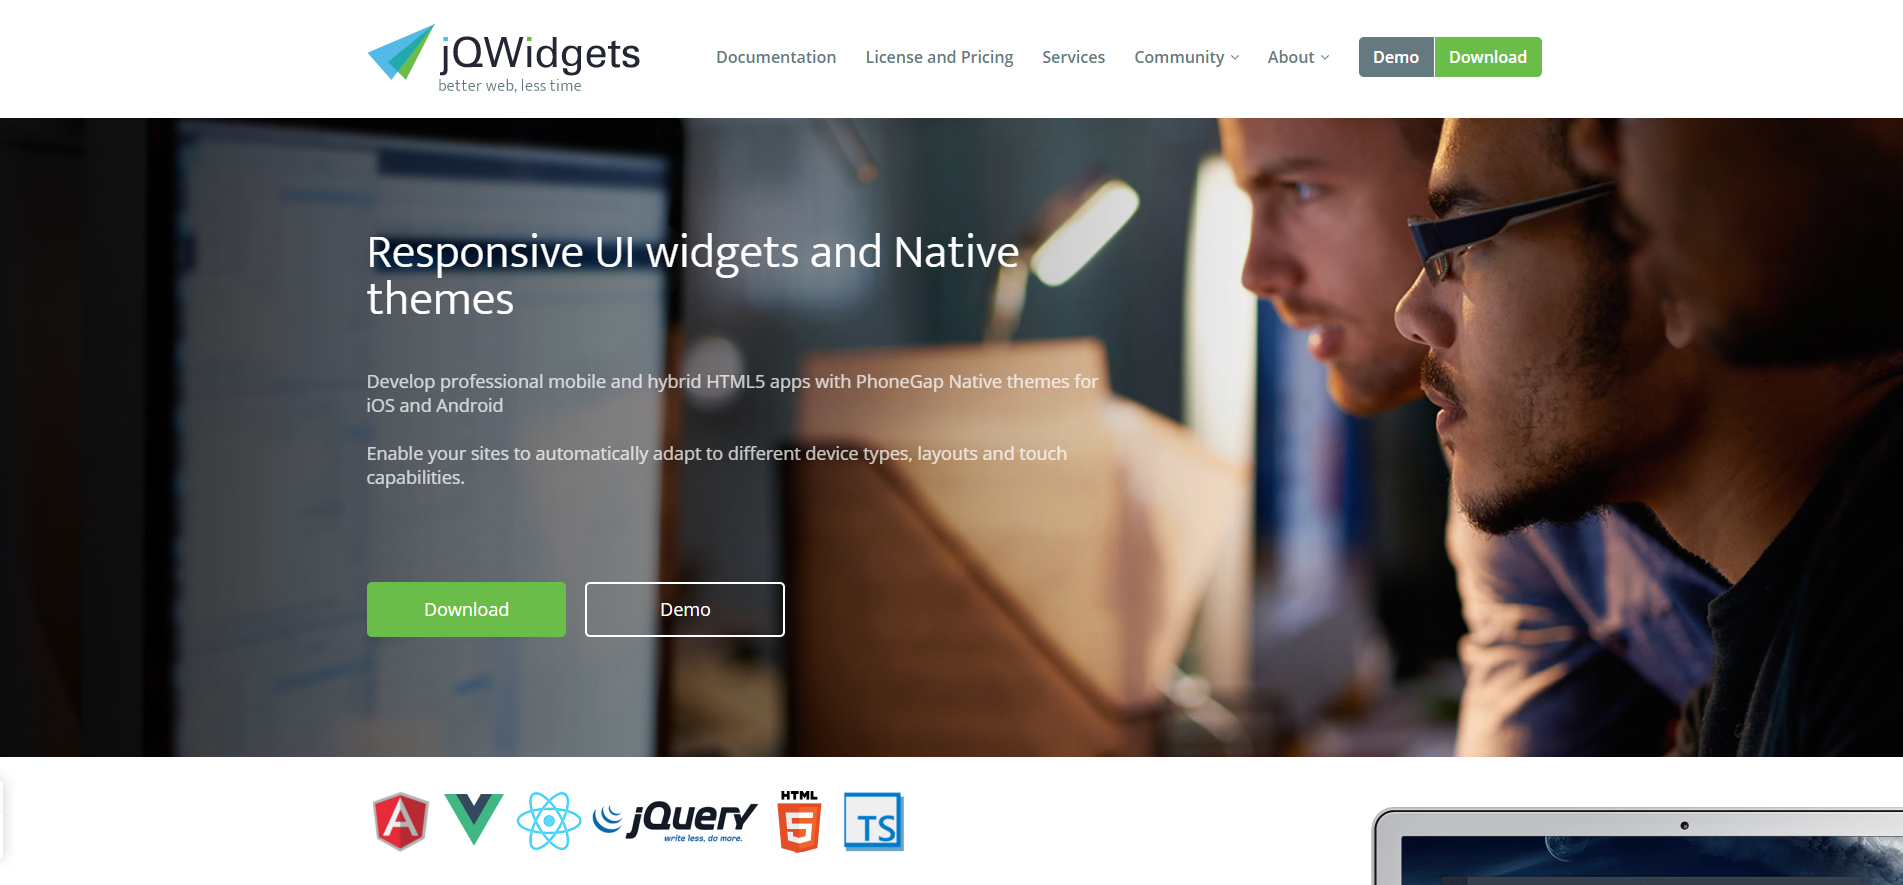 jQWidgets
better web, less time
Documentation
License and Pricing
Services
Community
About
Demo
Download
Responsive UI widgets and Native
themes
Develop professional mobile and hybrid HTML5 apps with PhoneGap Native themes for
iOS and Android
Enable your sites to automatically adapt to different device types, layouts and touch
capabilities.
Download
Demo
A
jQuery
write less, do more.
HTML
5
TS